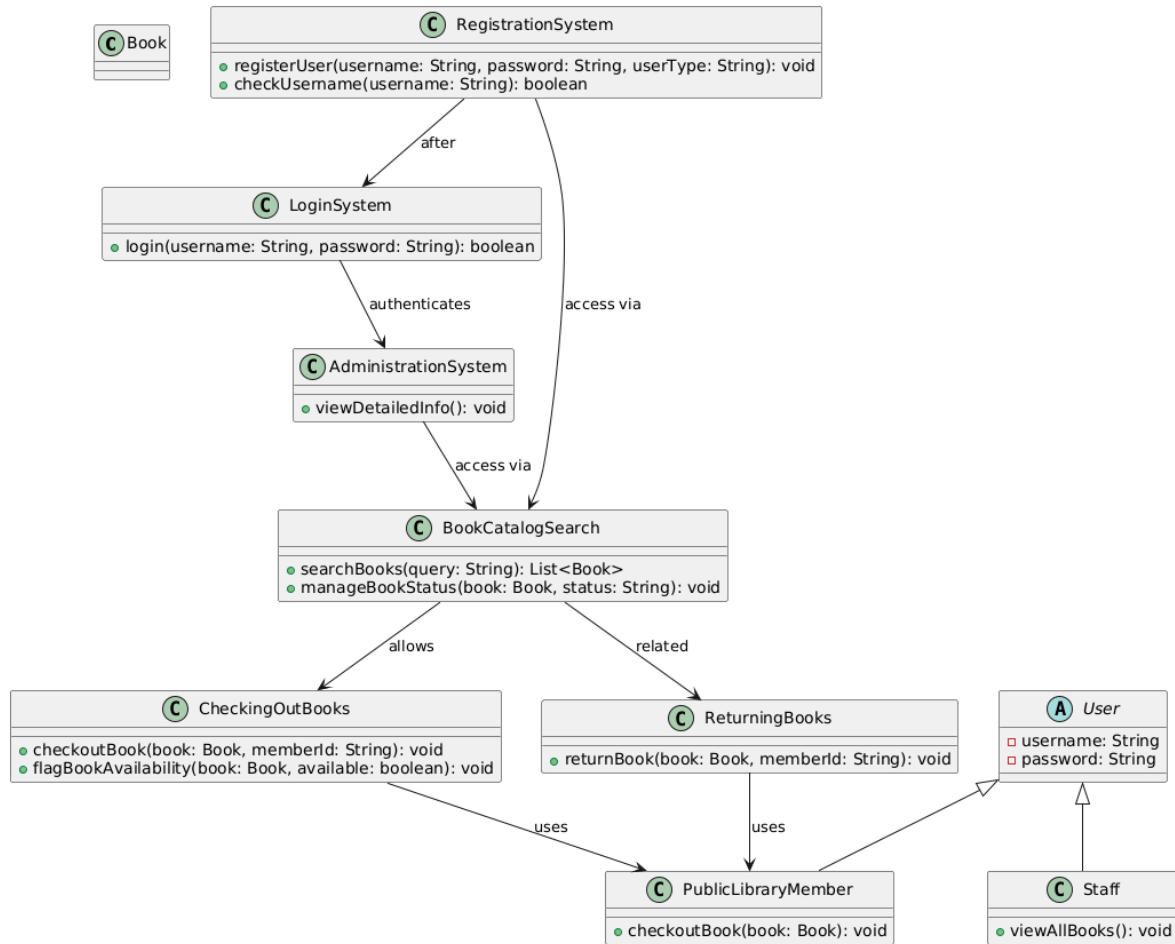 C Book
C RegistrationSystem
registerUser(username: String, password: String, userType: String): void
checkUsername(username: String): boolean
after
C LoginSystem
login(username: String, password: String): boolean
authenticates
access via
C AdministrationSystem
viewDetailedInfo(): void
access via
C BookCatalogSearch
searchBooks(query: String): List<Book>
manageBookStatus(book: Book, status: String): void
allows
related
C CheckingOutBooks
checkoutBook(book: Book, memberId: String): void
flagBookAvailability(book: Book, available: boolean): void
C ReturningBooks
returnBook(book: Book, memberId: String): void
A User
username: String
password: String
uses
uses
C PublicLibraryMember
checkoutBook(book: Book): void
C Staff
viewAllBooks(): void